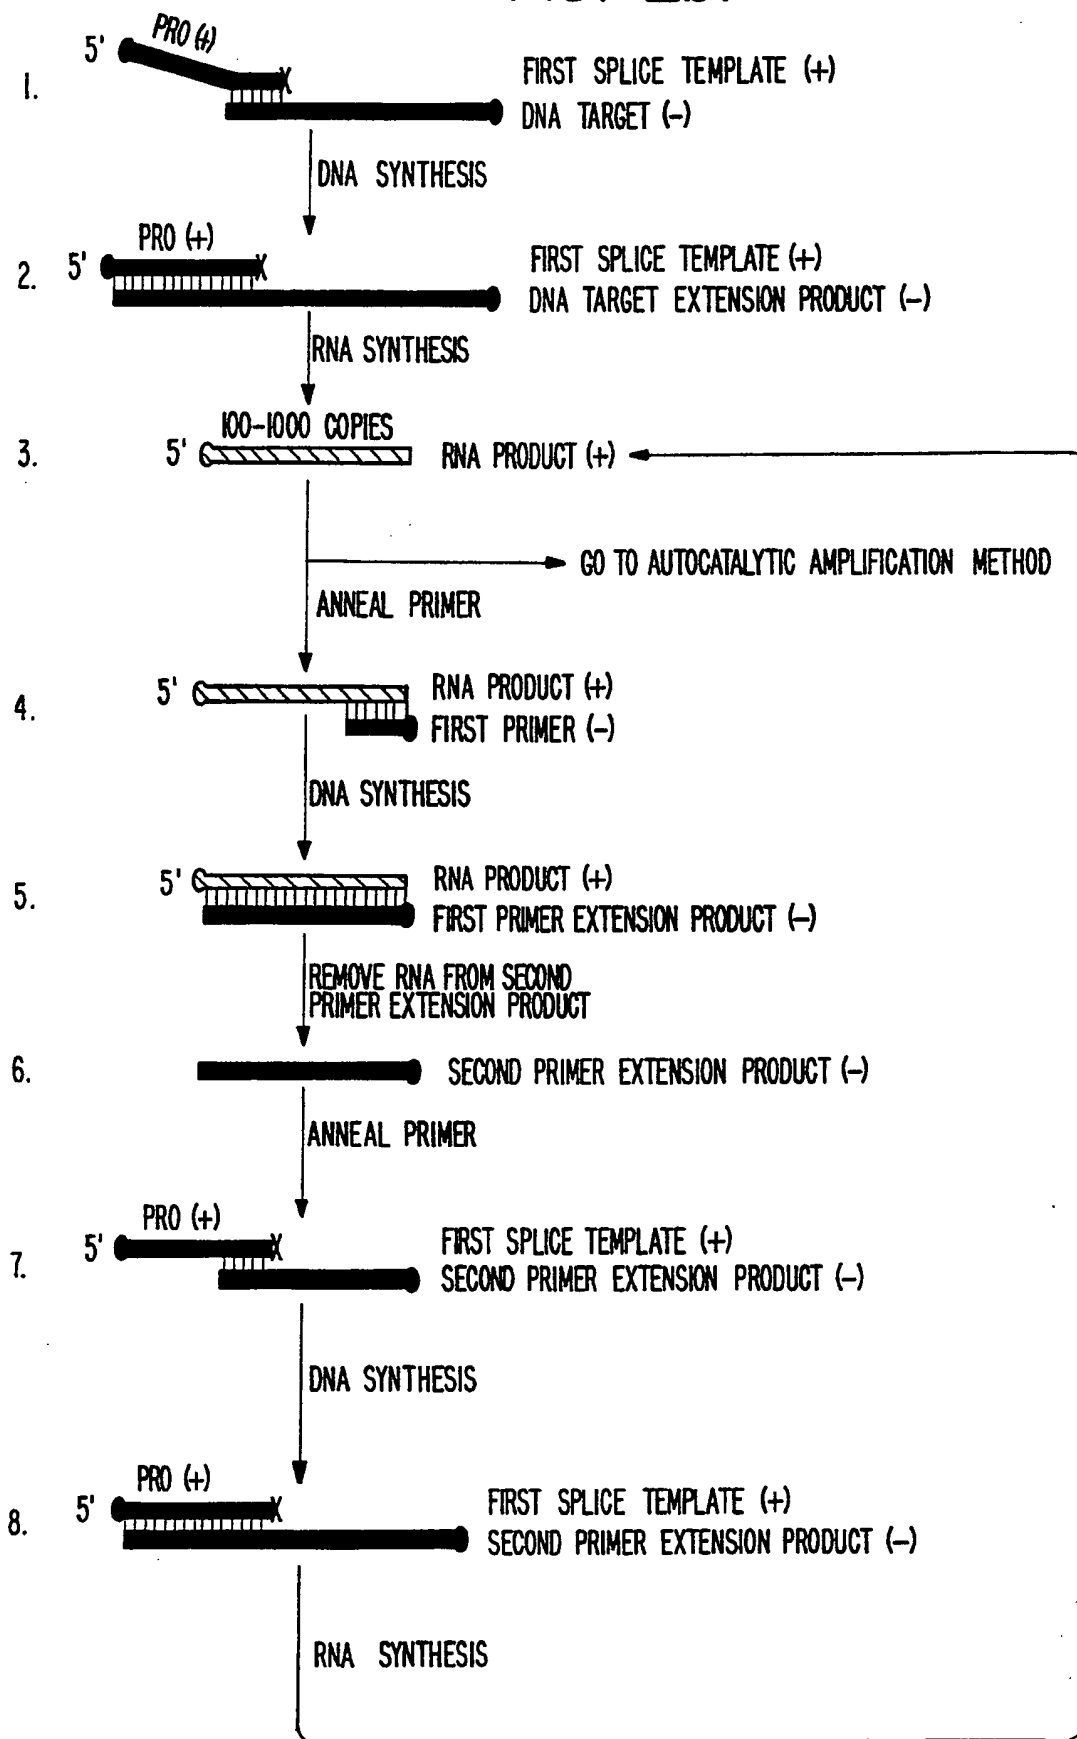 5' PRO (+)
1. FIRST SPLICE TEMPLATE (+)
X
DNA TARGET (-)
DNA SYNTHESIS
PRO (+)
2. 5' X FIRST SPLICE TEMPLATE (+)
DNA TARGET EXTENSION PRODUCT (-)
RNA SYNTHESIS
100-1000 COPIES
3. 5' RNA PRODUCT (+)
GO TO AUTOCATALYTIC AMPLIFICATION METHOD
ANNEAL PRIMER
4. 5' RNA PRODUCT (+)
FIRST PRIMER (-)
DNA SYNTHESIS
5. 5' RNA PRODUCT (+)
FIRST PRIMER EXTENSION PRODUCT (-)
REMOVE RNA FROM SECOND
PRIMER EXTENSION PRODUCT
6. SECOND PRIMER EXTENSION PRODUCT (-)
ANNEAL PRIMER
PRO (+)
7. 5' X FIRST SPLICE TEMPLATE (+)
SECOND PRIMER EXTENSION PRODUCT (-)
DNA SYNTHESIS
PRO (+)
8. 5' X FIRST SPLICE TEMPLATE (+)
SECOND PRIMER EXTENSION PRODUCT (-)
RNA SYNTHESIS